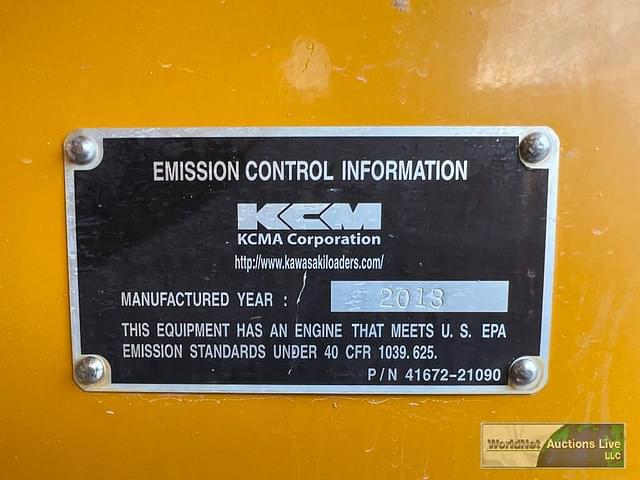 EMISSION CONTROL INFORMATION
KCM
KCMA Corporation
http://www.kawasakiloaders.com/
MANUFACTURED YEAR : 2013
THIS EQUIPMENT HAS AN ENGINE THAT MEETS U. S. EPA
EMISSION STANDARDS UNDER 40 CFR 1039. 625.
P/N 41672-21090
WorldNet Auctions Live
LLC